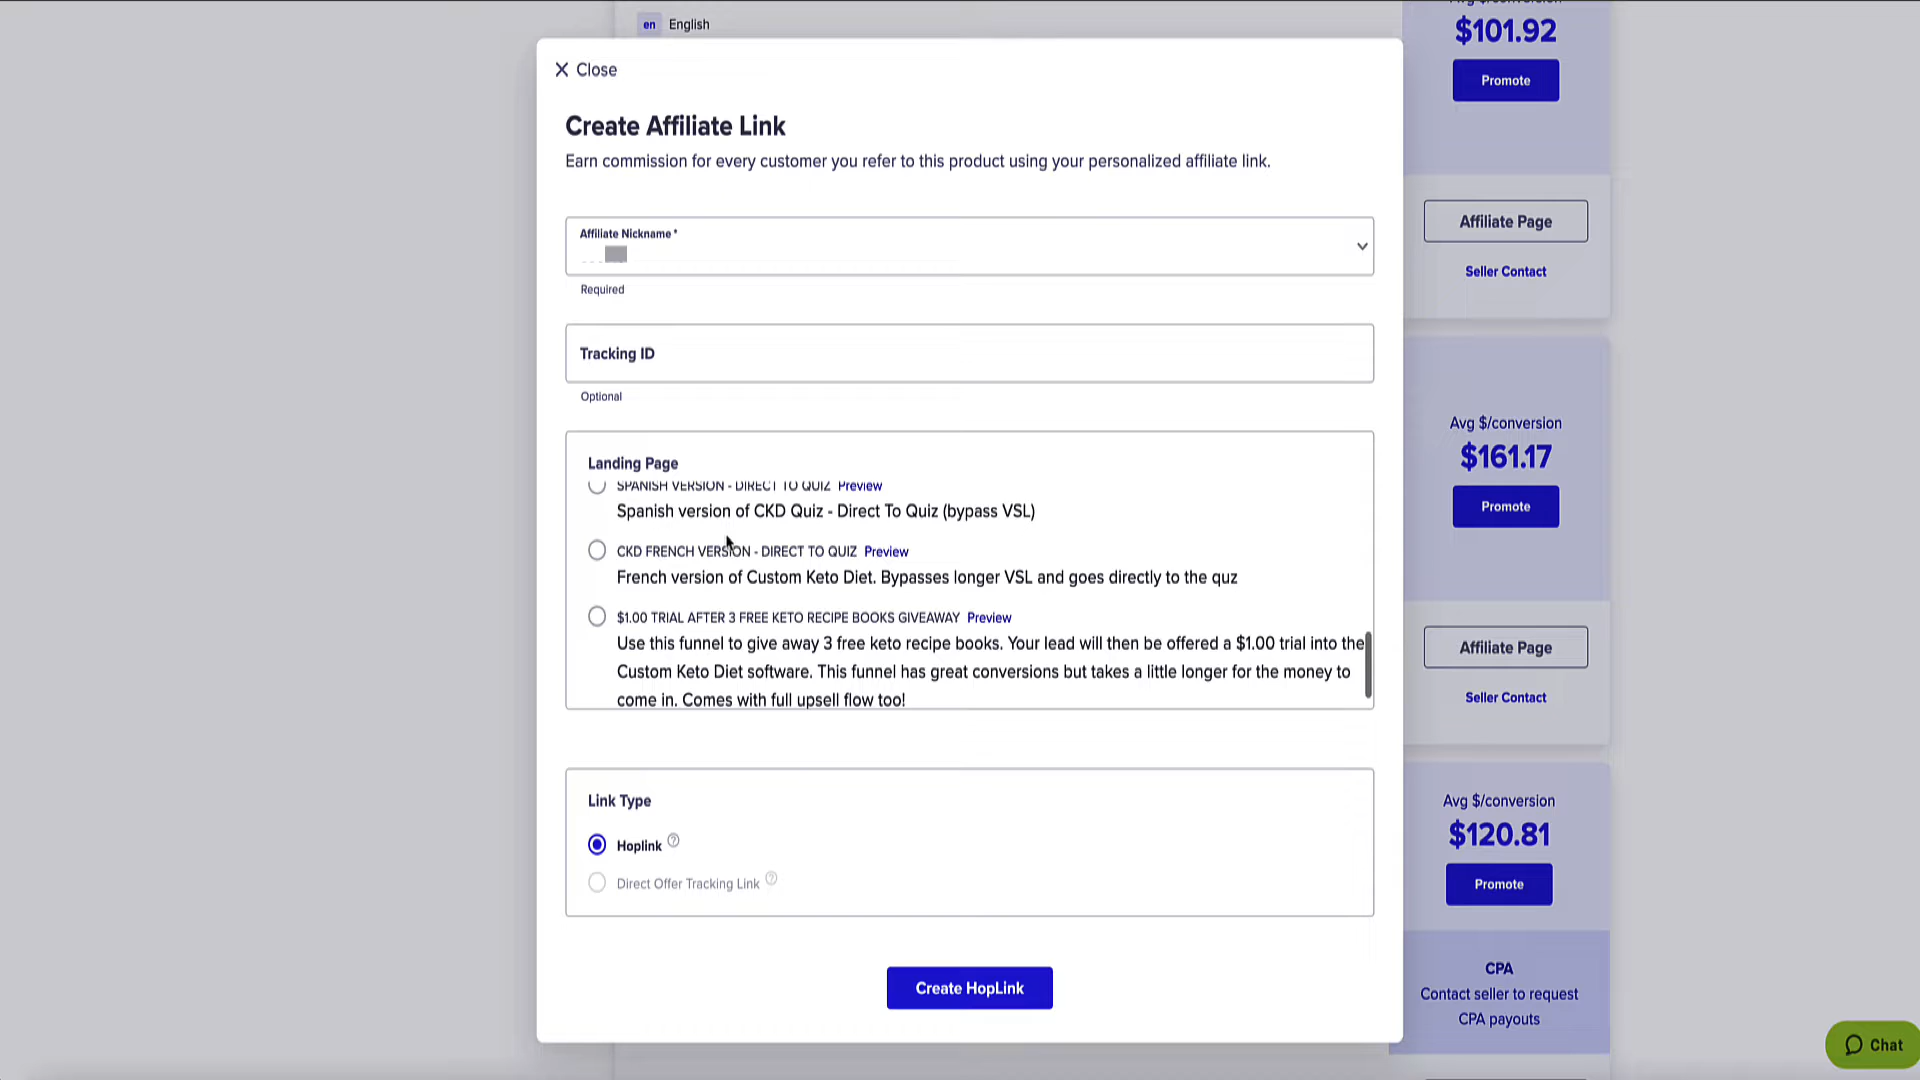 en English
$101.92
Promote
Close
Create Affiliate Link
Earn commission for every customer you refer to this product using your personalized affiliate link.
Affiliate Nickname *
Required
Affiliate Page
Seller Contact
Tracking ID
Optional
Landing Page
SPANISH VERSION - DIRECT TO QUIZ Preview
Spanish version of CKD Quiz - Direct To Quiz (bypass VSL)
CKD FRENCH VERSION - DIRECT TO QUIZ Preview
French version of Custom Keto Diet. Bypasses longer VSL and goes directly to the quz
$1.00 TRIAL AFTER 3 FREE KETO RECIPE BOOKS GIVEAWAY Preview
Use this funnel to give away 3 free keto recipe books. Your lead will then be offered a $1.00 trial into the
Custom Keto Diet software. This funnel has great conversions but takes a little longer for the money to
come in. Comes with full upsell flow too!
Avg $/conversion
$161.17
Promote
Affiliate Page
Seller Contact
Link Type
Hoplink ?
Direct Offer Tracking Link ?
Create HopLink
Avg $/conversion
$120.81
Promote
CPA
Contact seller to request
CPA payouts
Chat